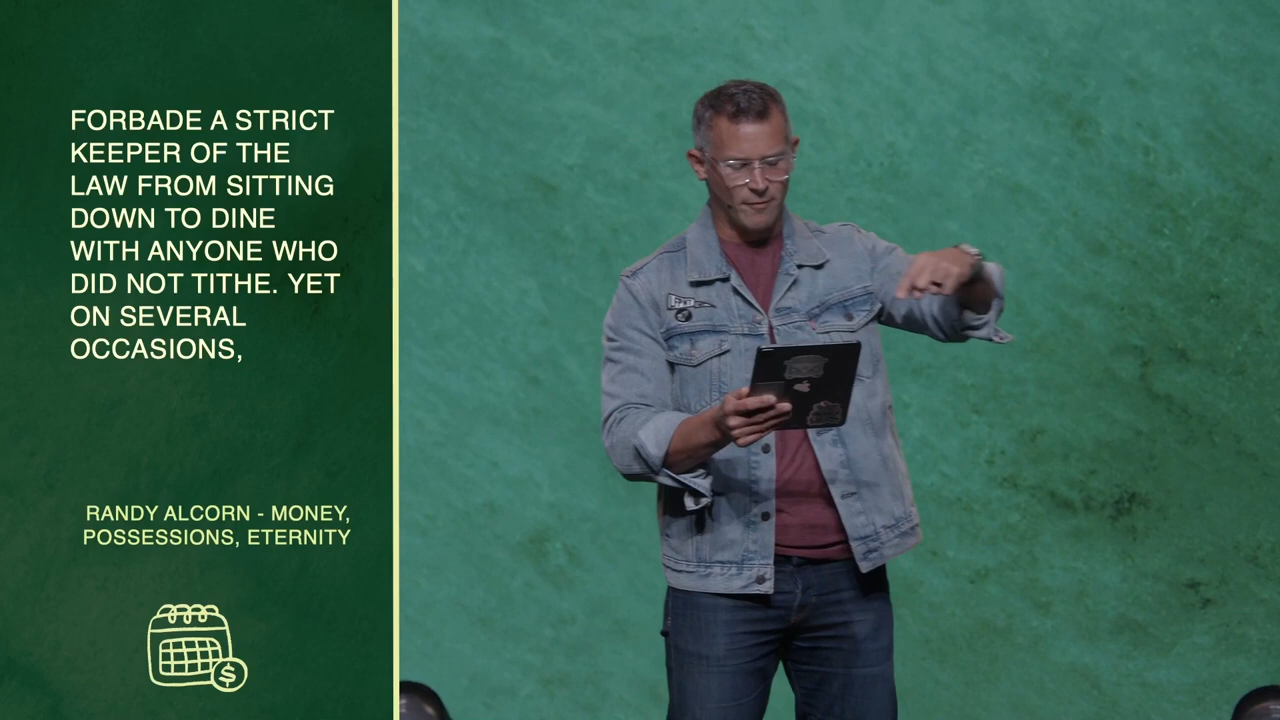 FORBADE A STRICT
KEEPER OF THE
LAW FROM SITTING
DOWN TO DINE
WITH ANYONE WHO
DID NOT TITHE. YET
ON SEVERAL
OCCASIONS,
RANDY ALCORN - MONEY,
POSSESSIONS, ETERNITY
$